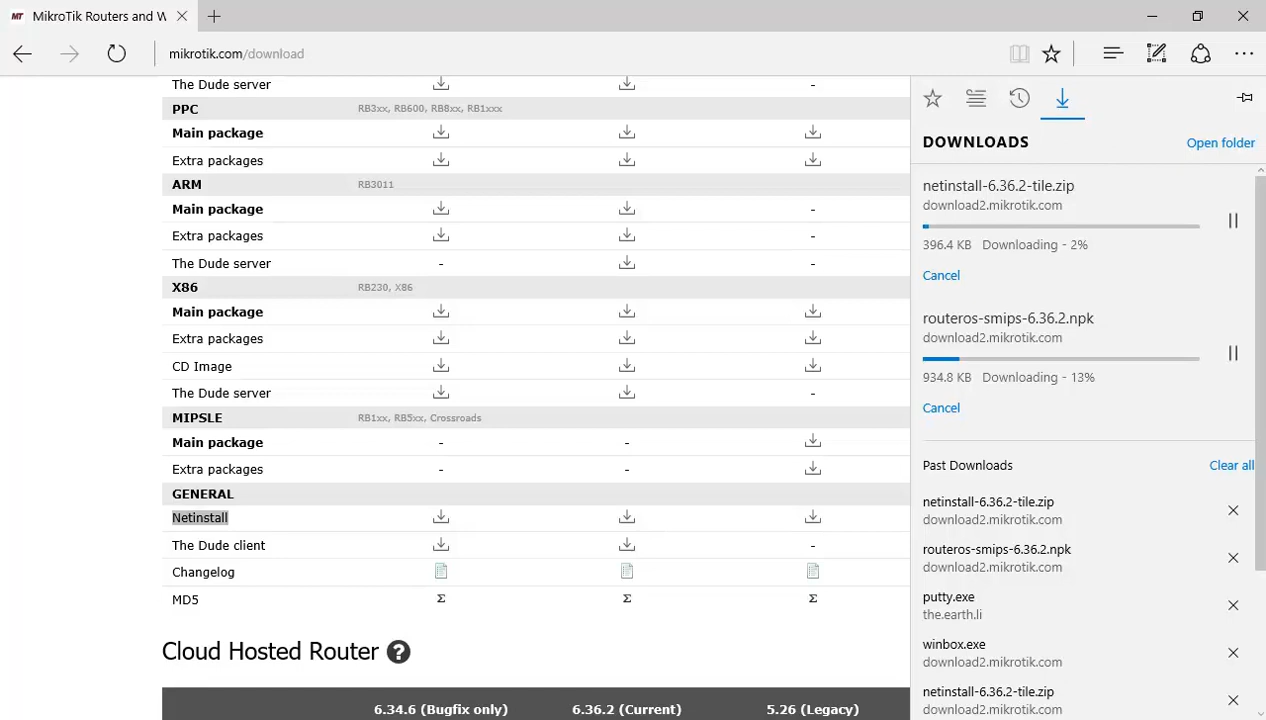 MikroTik Routers and W
mikrotik.com/download
The Dude server -
PPC RB3xx, RB600, RB8xx, RB1xxx
Main package
Extra packages
ARM RB3011
Main package -
Extra packages -
The Dude server - -
X86 RB230, X86
Main package
Extra packages
CD Image
The Dude server -
MIPSLE RB1xx, RB5xx, Crossroads
Main package - -
Extra packages - -
GENERAL
Netinstall
The Dude client -
Changelog
MD5 Σ Σ Σ
Cloud Hosted Router ?
6.34.6 (Bugfix only) 6.36.2 (Current) 5.26 (Legacy)
DOWNLOADS Open folder
netinstall-6.36.2-tile.zip
download2.mikrotik.com
396.4 KB Downloading - 2%
Cancel
routeros-smips-6.36.2.npk
download2.mikrotik.com
934.8 KB Downloading - 13%
Cancel
Past Downloads Clear all
netinstall-6.36.2-tile.zip
download2.mikrotik.com
routeros-smips-6.36.2.npk
download2.mikrotik.com
putty.exe
the.earth.li
winbox.exe
download2.mikrotik.com
netinstall-6.36.2-tile.zip
download2.mikrotik.com